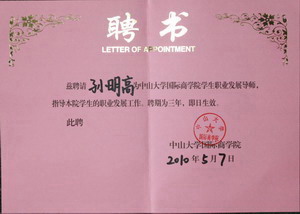 聘书
LETTER OF APPOINTMENT
兹聘请孙明高为中山大学国际商学院学生职业发展导师，
指导本院学生的职业发展工作。聘期为三年，即日生效。
此聘
中山大学国际商学院
2010年5月7日